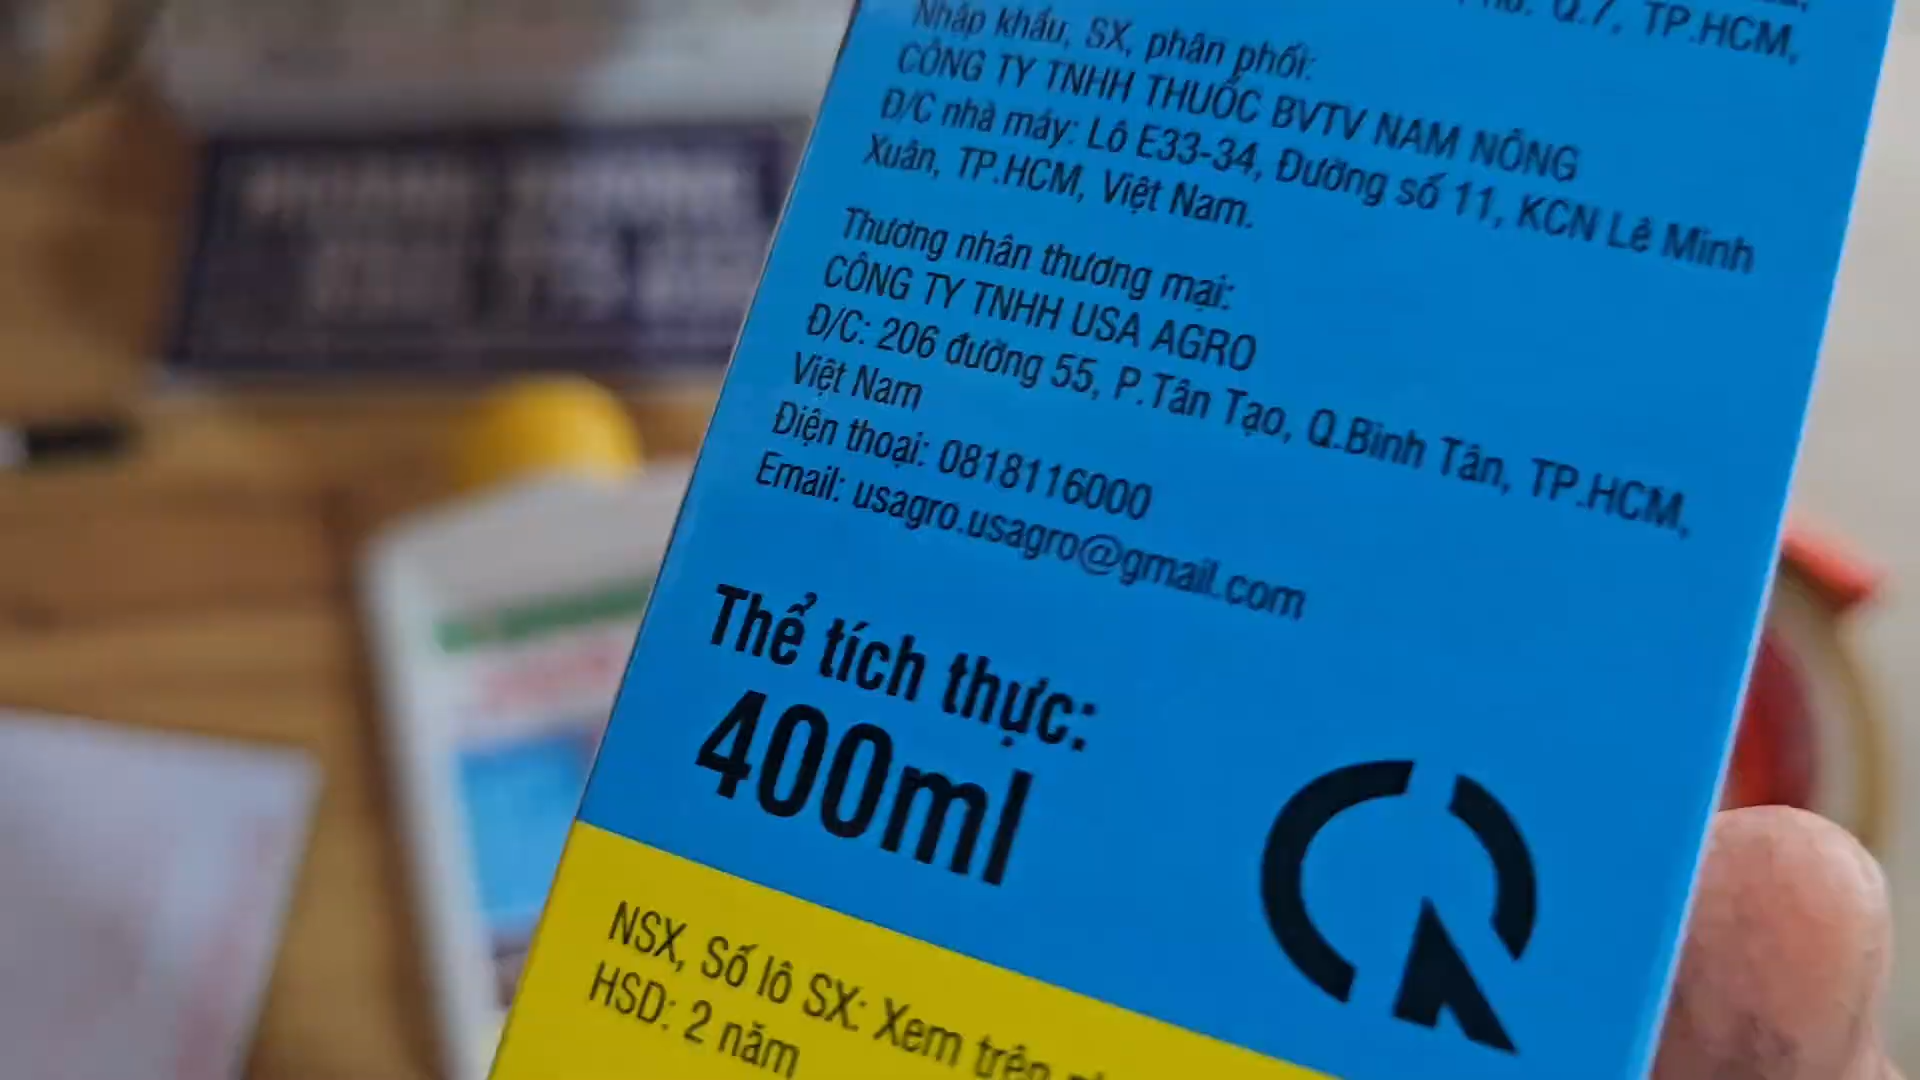 Q.7, TP.HCM,
Nhập khẩu, SX, phân phối:
CÔNG TY TNHH THUỐC BVTV NAM NÔNG
Đ/C nhà máy: Lô E33-34, Đường số 11, KCN Lê Minh
Xuân, TP.HCM, Việt Nam.
Thương nhân thương mại:
CÔNG TY TNHH USA AGRO
Đ/C: 206 đường 55, P.Tân Tạo, Q.Bình Tân, TP.HCM,
Việt Nam
Điện thoại: 0818116000
Email: usagro.usagro@gmail.com
Thể tích thực:
400ml
NSX, Số lô SX: Xem trên
HSD: 2 năm